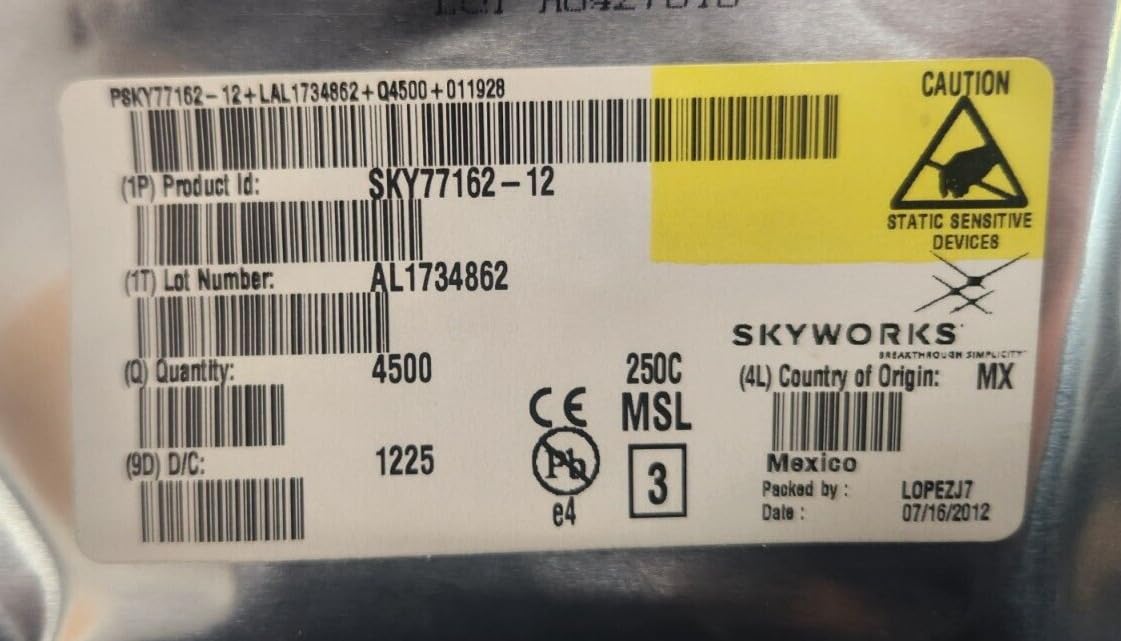 PSKY77162-12+LAL1734862+Q4500+011928
CAUTION
(1P) Product Id: SKY77162-12
STATIC SENSITIVE
DEVICES
(1T) Lot Number: AL1734862
SKYWORKS
BREAKTHROUGH SIMPLICITY
(Q) Quantity: 4500
250C
(4L) Country of Origin: MX
CE
MSL
(9D) D/C: 1225
Pb
3
e4
Mexico
Packed by : LOPEZJ7
Date : 07/16/2012